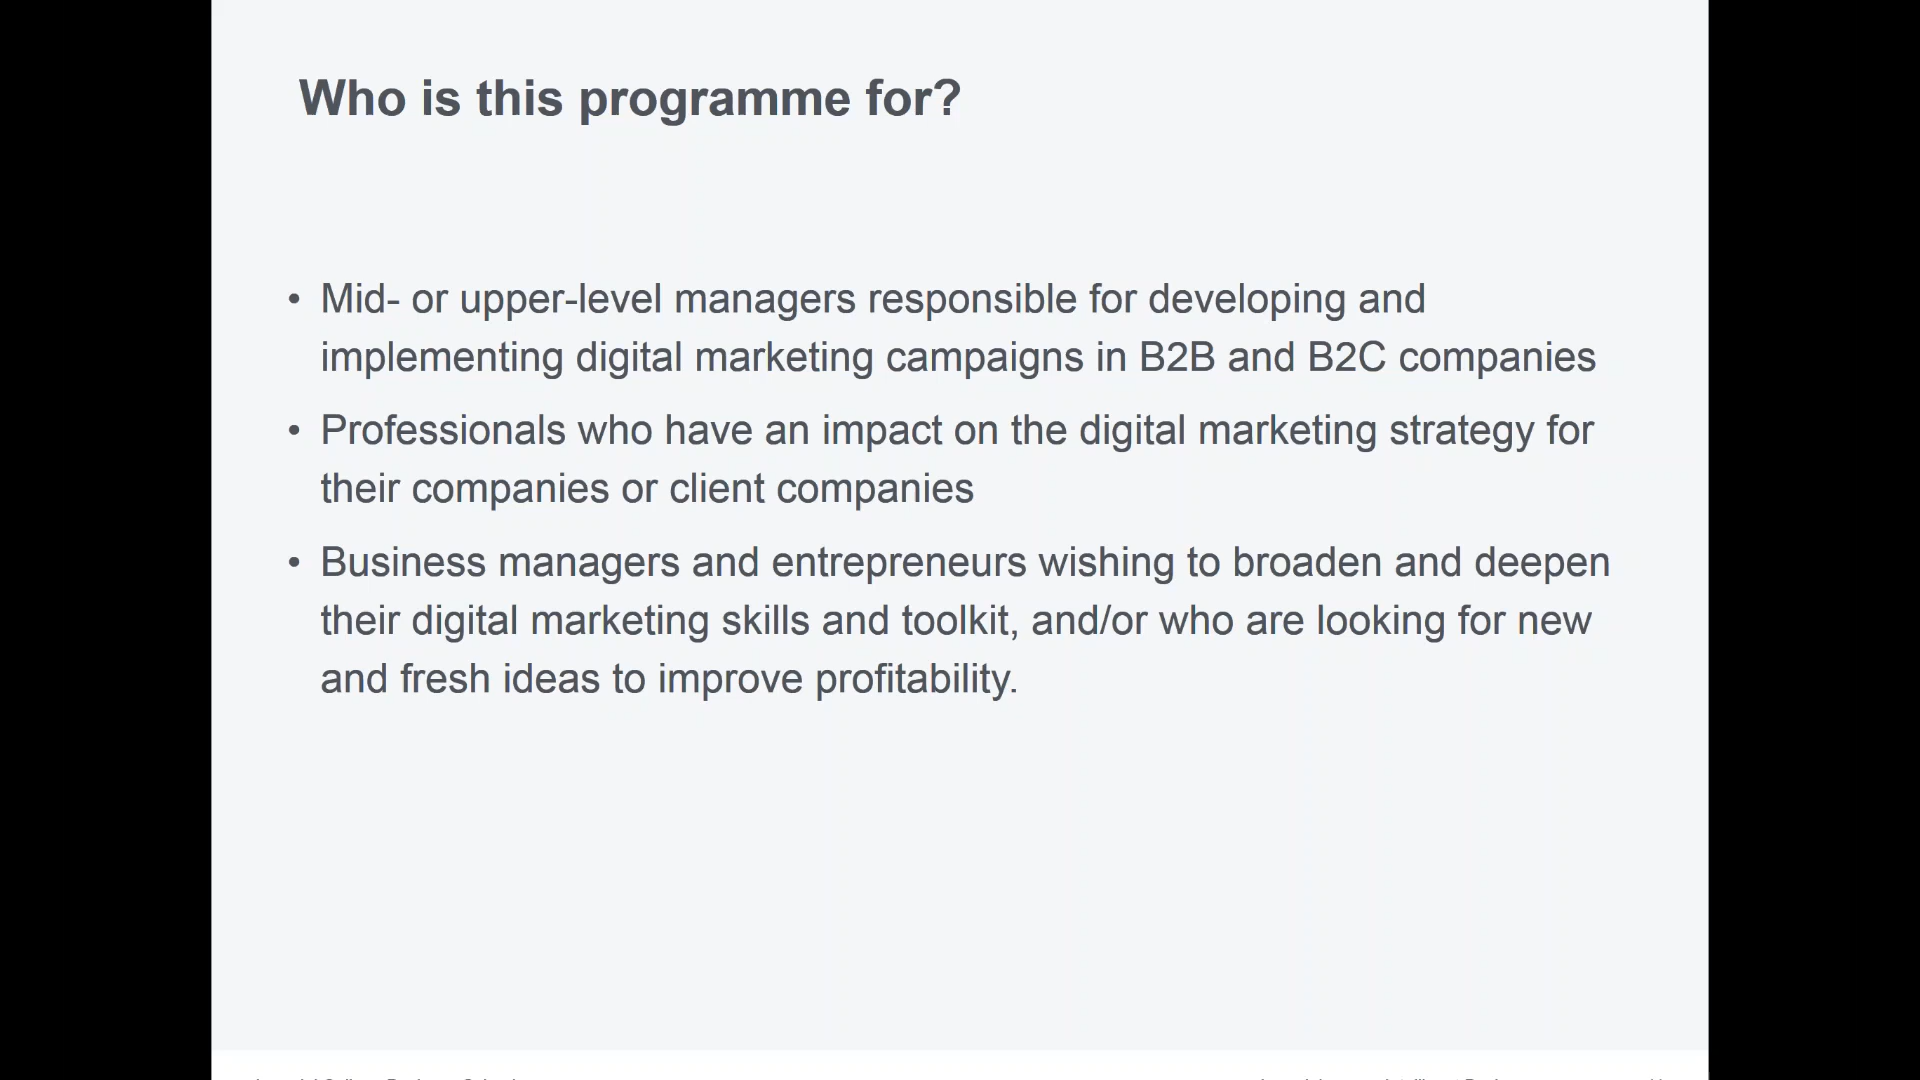 Who is this programme for?
• Mid- or upper-level managers responsible for developing and
implementing digital marketing campaigns in B2B and B2C companies
• Professionals who have an impact on the digital marketing strategy for
their companies or client companies
• Business managers and entrepreneurs wishing to broaden and deepen
their digital marketing skills and toolkit, and/or who are looking for new
and fresh ideas to improve profitability.